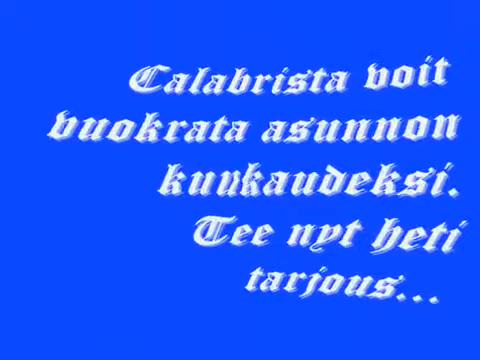 Calabrista voit
vuokrata asunnon
kuukaudeksi.
Tee nyt heti
tarjous...